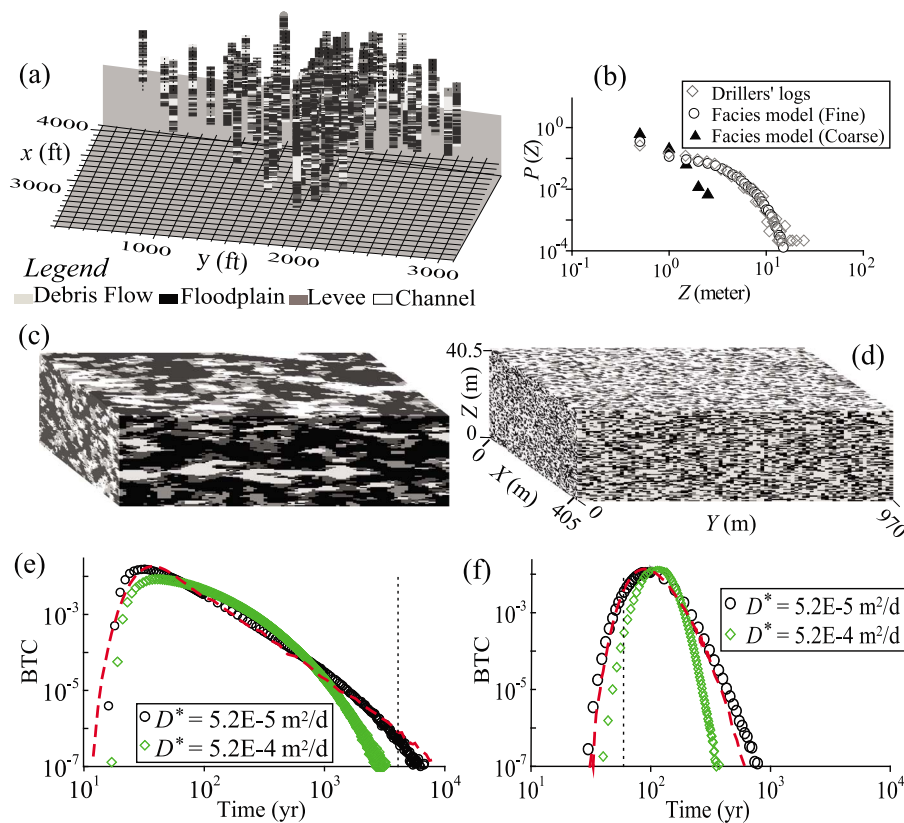 (a)
4000
x (ft)
3000
1000
y (ft)
2000
3000
Legend
Debris Flow Floodplain Levee Channel
(b)
Drillers' logs
Facies model (Fine)
Facies model (Coarse)
P (Z)
10^0
10^-2
10^-4
10^-1 10^0 10^1 10^2
Z (meter)
(c)
(d)
40.5
Z (m)
0
0
X (m)
405
0
Y (m)
970
(e)
BTC
10^-3
10^-5
10^-7
D* = 5.2E-5 m²/d
D* = 5.2E-4 m²/d
10^1 10^2 10^3 10^4
Time (yr)
(f)
BTC
10^-3
10^-5
10^-7
D* = 5.2E-5 m²/d
D* = 5.2E-4 m²/d
10^1 10^2 10^3 10^4
Time (yr)